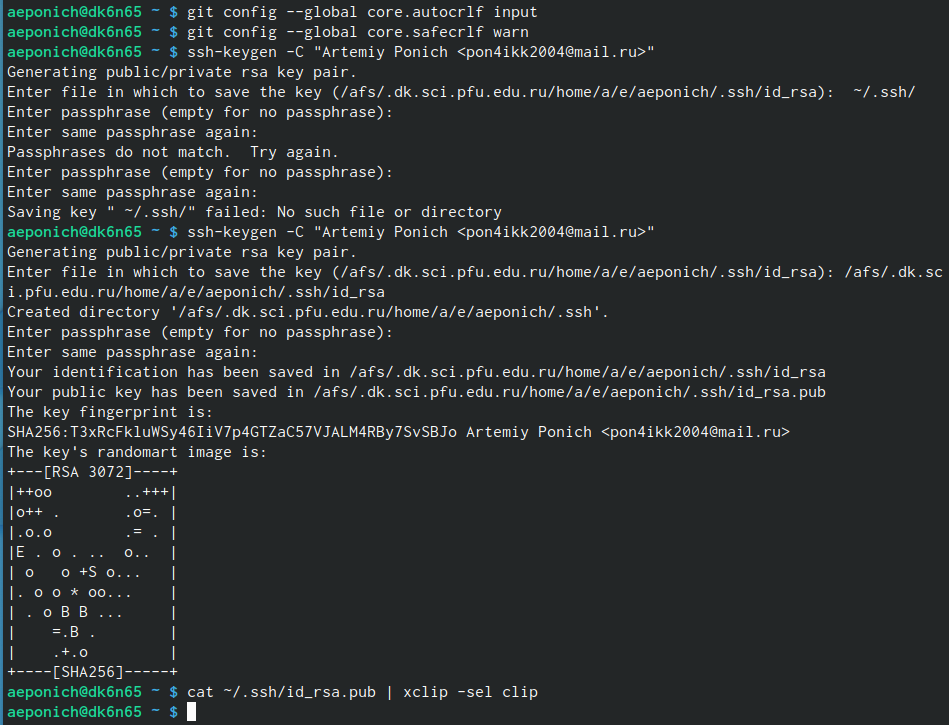 aeponich@dk6n65 ~ $ git config --global core.autocrlf input
aeponich@dk6n65 ~ $ git config --global core.safecrlf warn
aeponich@dk6n65 ~ $ ssh-keygen -C "Artemiy Ponich <pon4ikk2004@mail.ru>"
Generating public/private rsa key pair.
Enter file in which to save the key (/afs/.dk.sci.pfu.edu.ru/home/a/e/aeponich/.ssh/id_rsa):  ~/.ssh/
Enter passphrase (empty for no passphrase):
Enter same passphrase again:
Passphrases do not match.  Try again.
Enter passphrase (empty for no passphrase):
Enter same passphrase again:
Saving key " ~/.ssh/" failed: No such file or directory
aeponich@dk6n65 ~ $ ssh-keygen -C "Artemiy Ponich <pon4ikk2004@mail.ru>"
Generating public/private rsa key pair.
Enter file in which to save the key (/afs/.dk.sci.pfu.edu.ru/home/a/e/aeponich/.ssh/id_rsa): /afs/.dk.sc
i.pfu.edu.ru/home/a/e/aeponich/.ssh/id_rsa
Created directory '/afs/.dk.sci.pfu.edu.ru/home/a/e/aeponich/.ssh'.
Enter passphrase (empty for no passphrase):
Enter same passphrase again:
Your identification has been saved in /afs/.dk.sci.pfu.edu.ru/home/a/e/aeponich/.ssh/id_rsa
Your public key has been saved in /afs/.dk.sci.pfu.edu.ru/home/a/e/aeponich/.ssh/id_rsa.pub
The key fingerprint is:
SHA256:T3xRcFkluWSy46IiV7p4GTZaC57VJALM4RBy7SvSBJo Artemiy Ponich <pon4ikk2004@mail.ru>
The key's randomart image is:
+---[RSA 3072]----+
|++oo        ..+++|
|o++ .       .o=. |
|.o.o        .= . |
|E . o . ..  o..  |
| o   o +S o...   |
|. o o * oo...    |
| . o B B ...     |
|    =.B .        |
|    .+.o         |
+----[SHA256]-----+
aeponich@dk6n65 ~ $ cat ~/.ssh/id_rsa.pub | xclip -sel clip
aeponich@dk6n65 ~ $